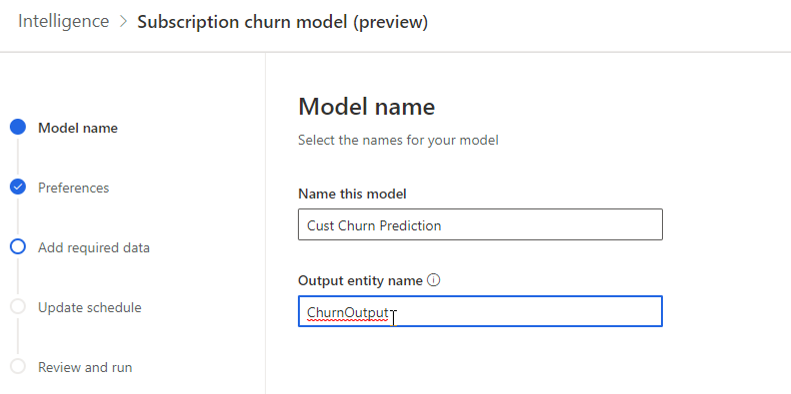 Intelligence > Subscription churn model (preview)
Model name
Preferences
Add required data
Update schedule
Review and run
Model name
Select the names for your model
Name this model
Cust Churn Prediction
Output entity name
ChurnOutput